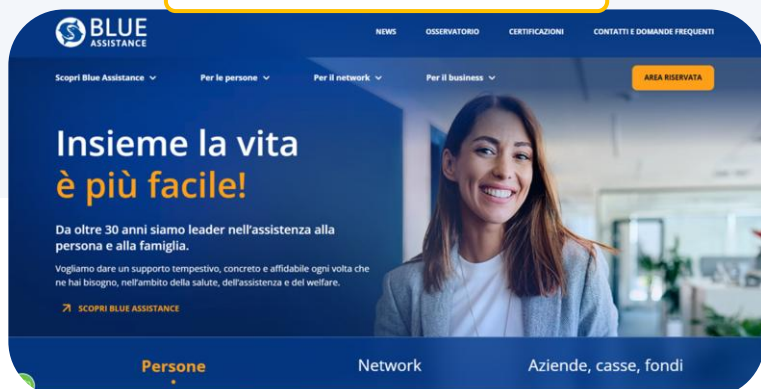 BLUE
ASSISTANCE
NEWS OSSERVATORIO CERTIFICAZIONI CONTATTI E DOMANDE FREQUENTI
Scopri Blue Assistance Per le persone Per il network Per il business AREA RISERVATA
Insieme la vita
è più facile!
Da oltre 30 anni siamo leader nell'assistenza alla
persona e alla famiglia.
Vogliamo dare un supporto tempestivo, concreto e affidabile ogni volta che
ne hai bisogno, nell'ambito della salute, dell'assistenza e del welfare.
SCOPRI BLUE ASSISTANCE
Persone Network Aziende, casse, fondi